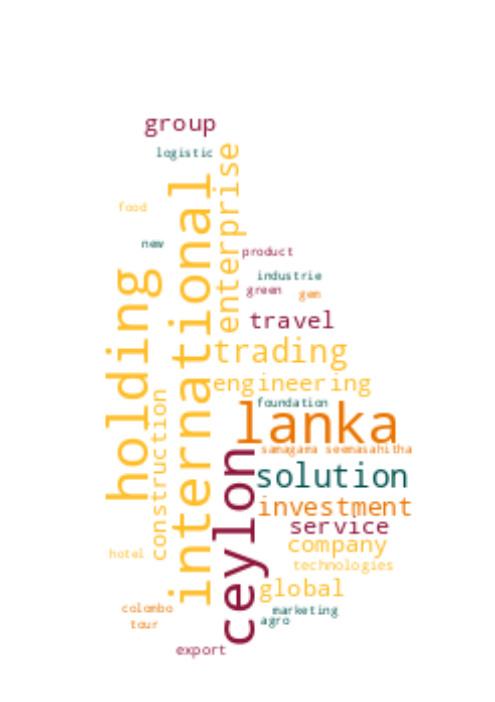 group
logistic
enterprise
international
food
new
product
holding
industrie
green
gem
travel
trading
engineering
construction
foundation
lanka
samagama seemasahitha
ceylon
solution
investment
service
company
hotel
technologies
global
colombo
marketing
agro
tour
export